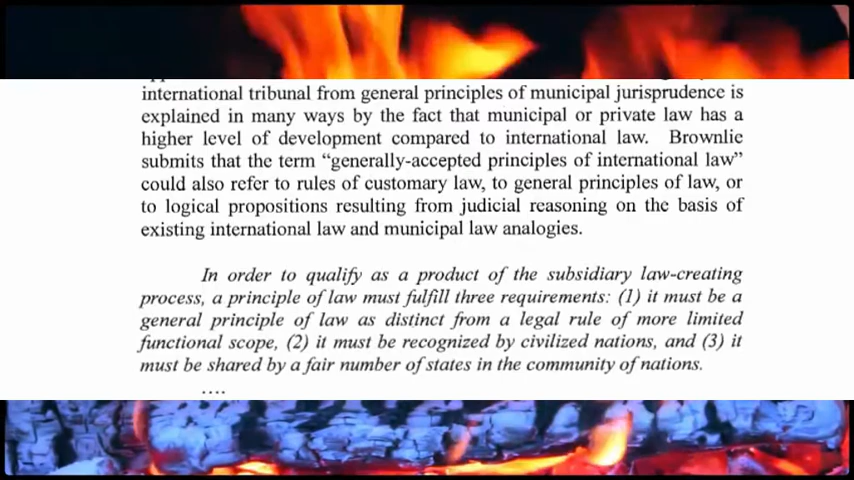 international tribunal from general principles of municipal jurisprudence is
explained in many ways by the fact that municipal or private law has a
higher level of development compared to international law. Brownlie
submits that the term “generally-accepted principles of international law”
could also refer to rules of customary law, to general principles of law, or
to logical propositions resulting from judicial reasoning on the basis of
existing international law and municipal law analogies.
In order to qualify as a product of the subsidiary law-creating
process, a principle of law must fulfill three requirements: (1) it must be a
general principle of law as distinct from a legal rule of more limited
functional scope, (2) it must be recognized by civilized nations, and (3) it
must be shared by a fair number of states in the community of nations.
....